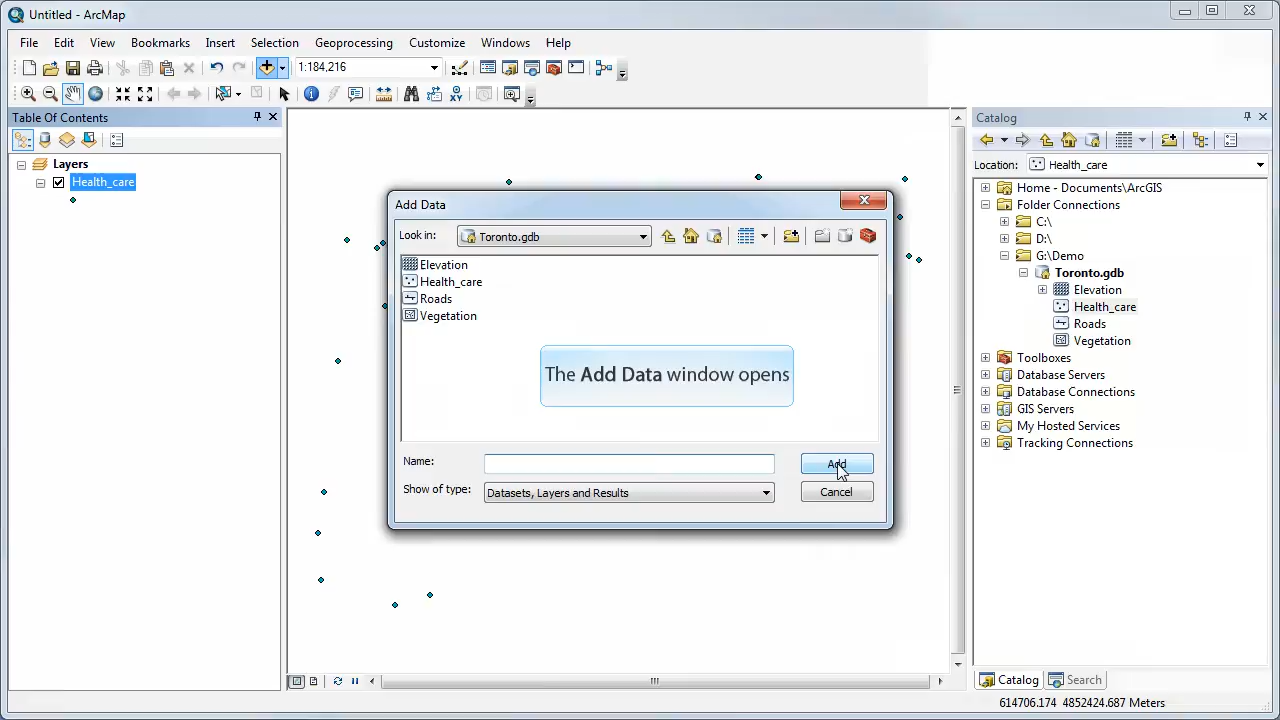 Untitled - ArcMap
File Edit View Bookmarks Insert Selection Geoprocessing Customize Windows Help
1:184,216
Table Of Contents
Layers
Health_care
Add Data
Look in: Toronto.gdb
Elevation
Health_care
Roads
Vegetation
The Add Data window opens
Name: Add
Show of type: Datasets, Layers and Results Cancel
Catalog
Location: Health_care
Home - Documents\ArcGIS
Folder Connections
C:\
D:\
G:\Demo
Toronto.gdb
Elevation
Health_care
Roads
Vegetation
Toolboxes
Database Servers
Database Connections
GIS Servers
My Hosted Services
Tracking Connections
Catalog Search
614706.174 4852424.687 Meters